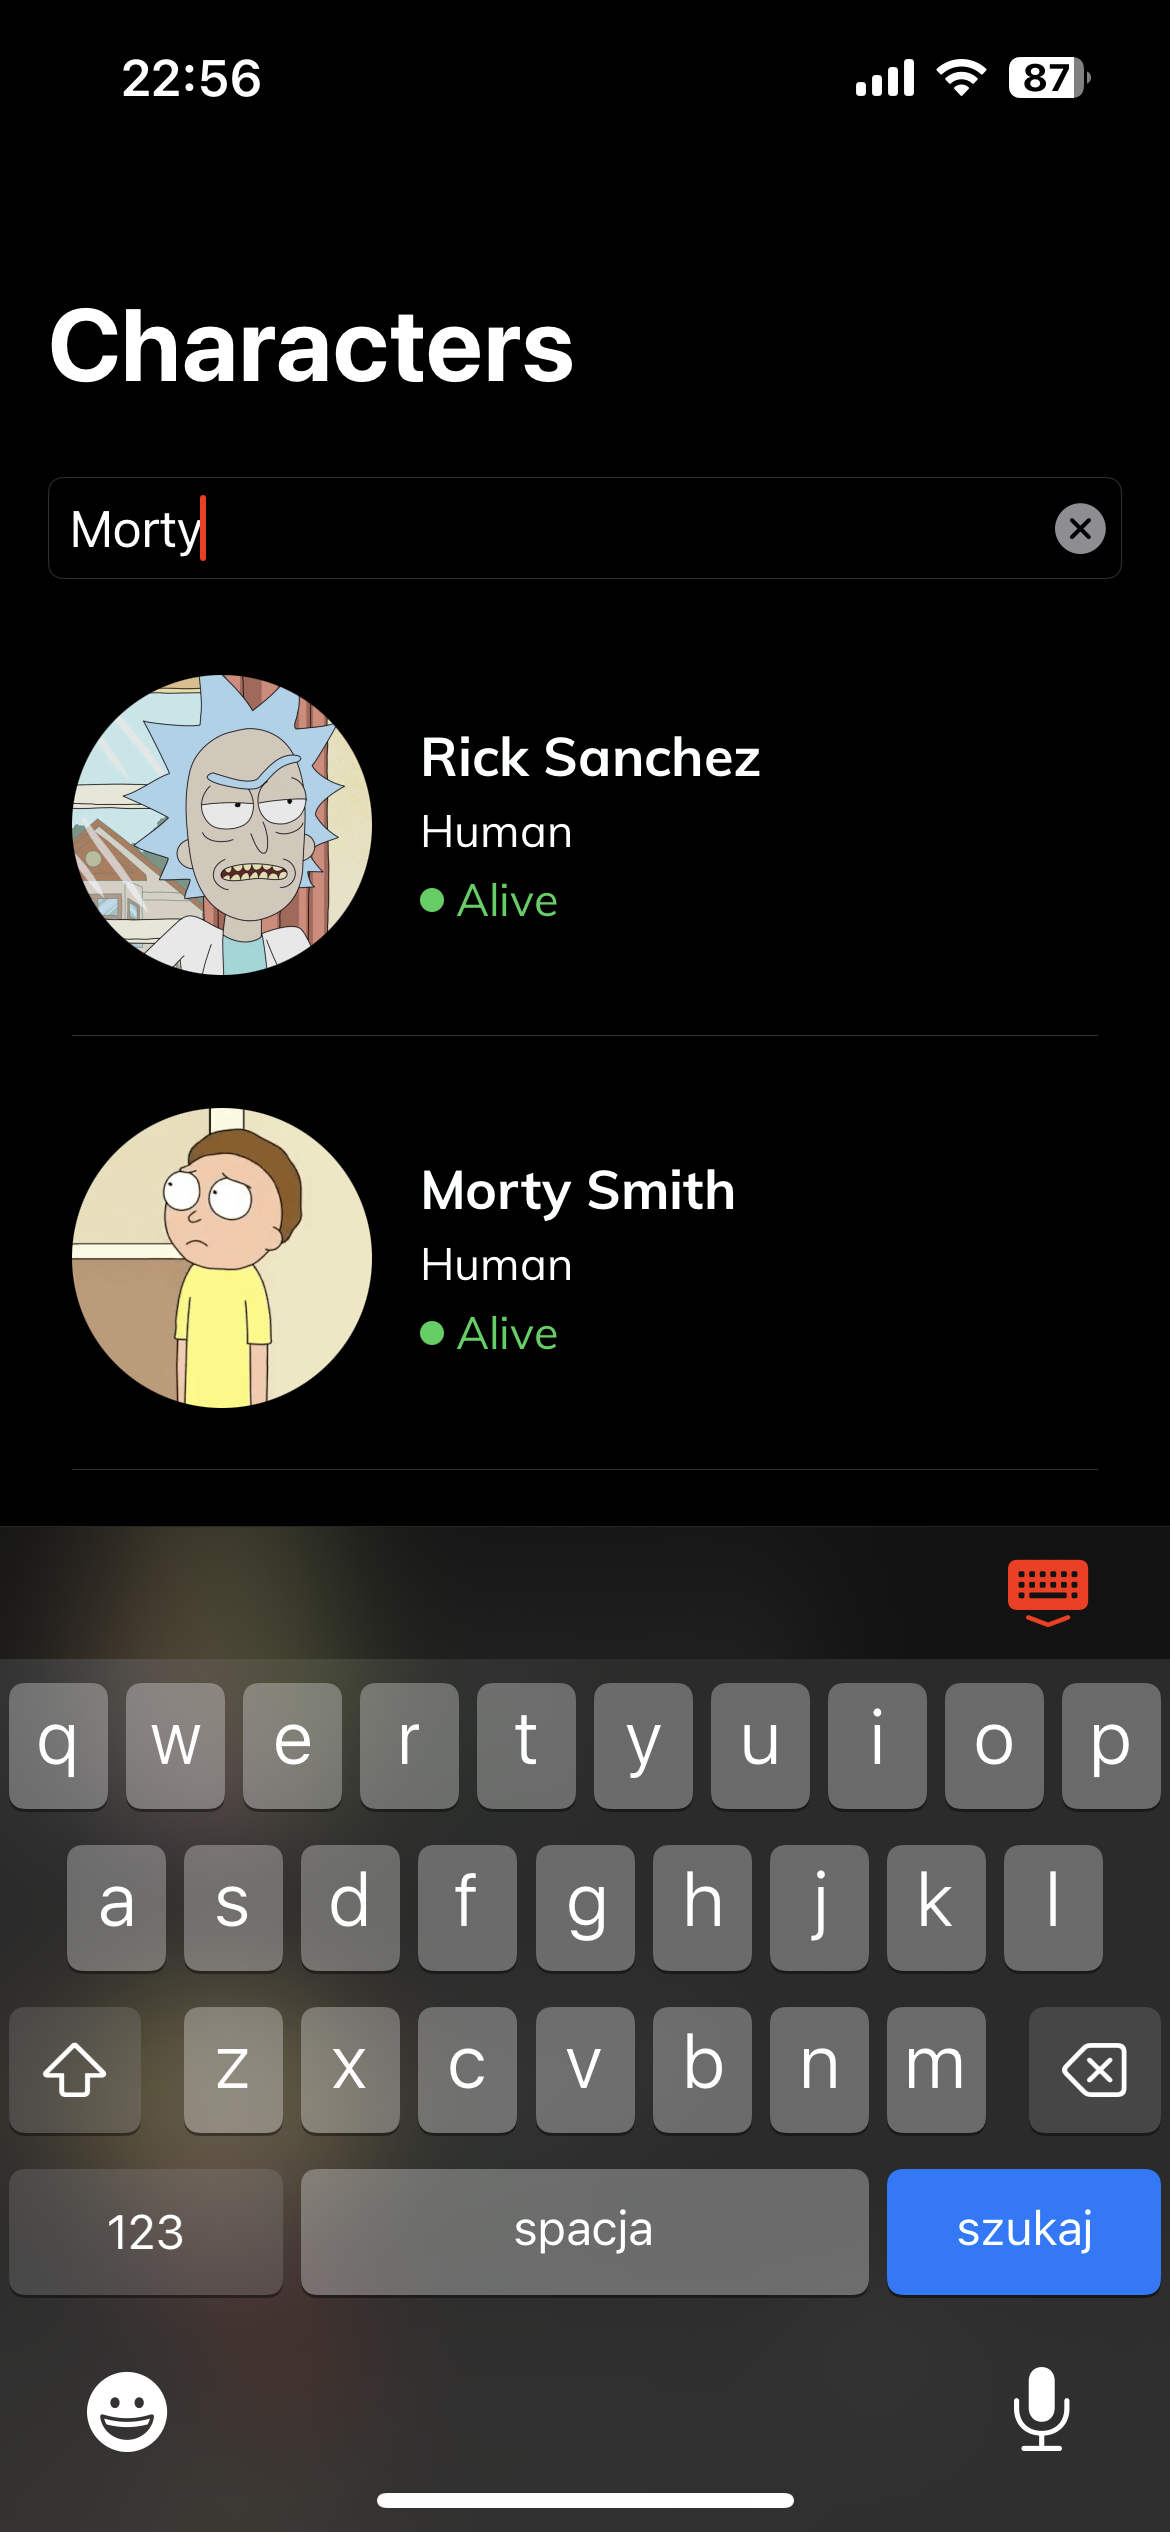 22:56
87
Characters
Morty
Rick Sanchez
Human
Alive
Morty Smith
Human
Alive
q w e r t y u i o p
a s d f g h j k l
z x c v b n m
123 spacja szukaj